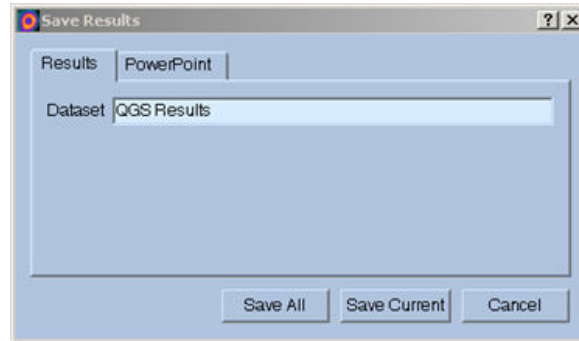 Save Results
Results PowerPoint
Dataset QGS Results
Save All Save Current Cancel